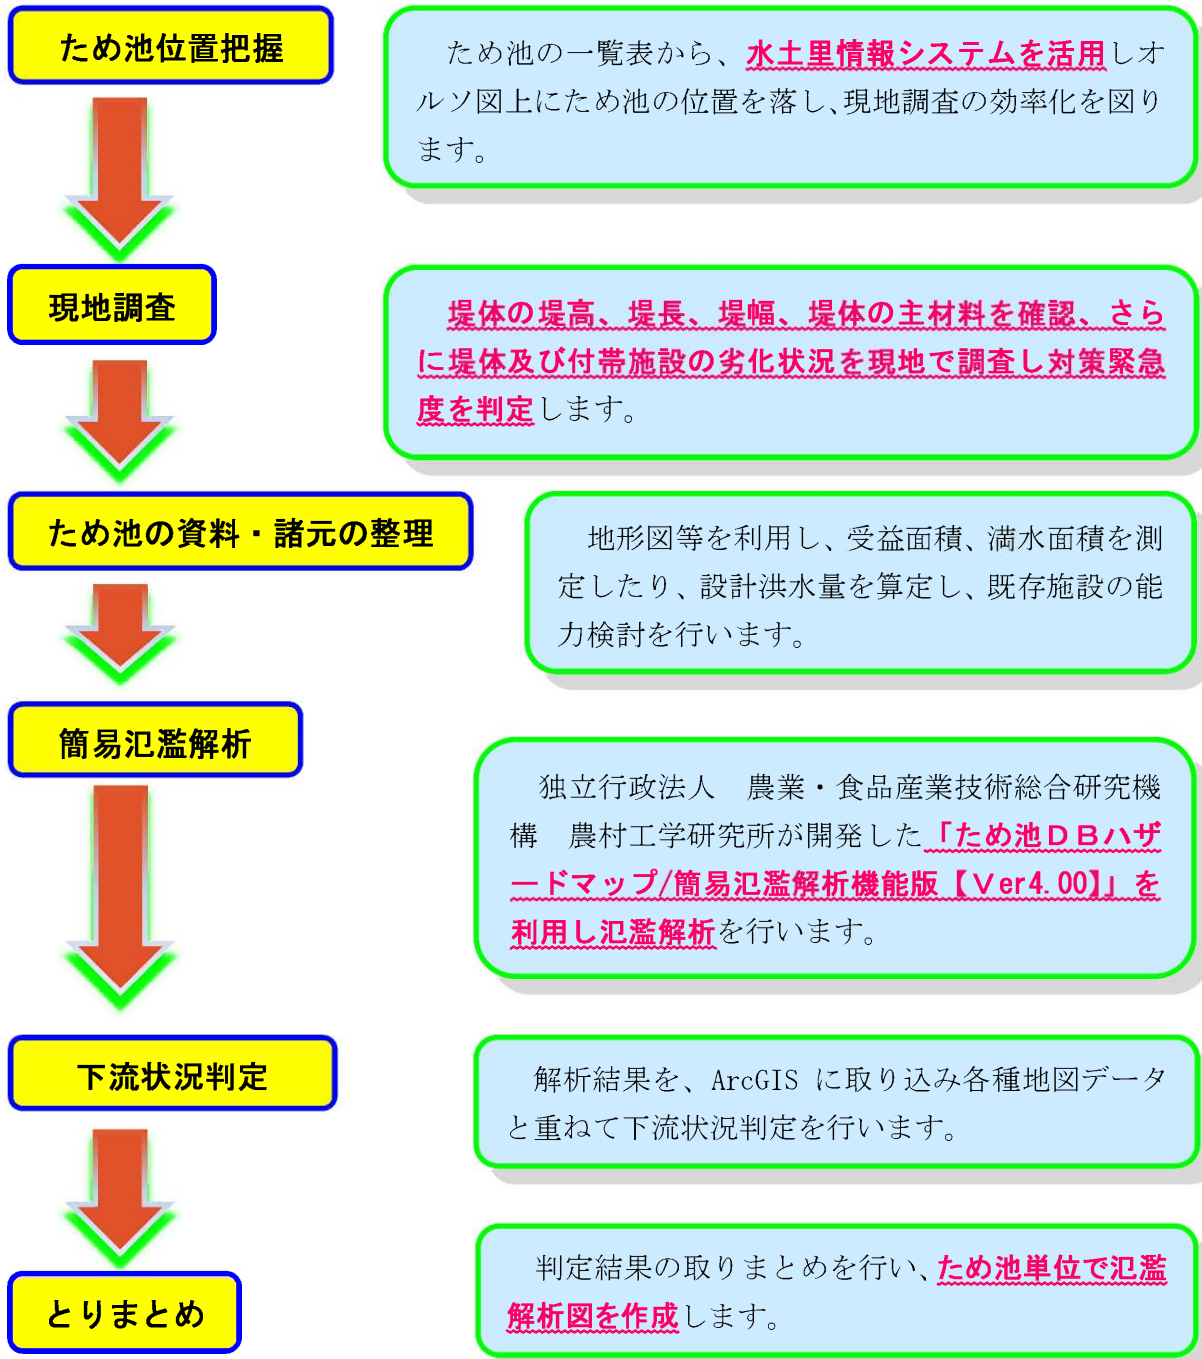 ため池位置把握
ため池の一覧表から、水土里情報システムを活用しオ
ルソ図上にため池の位置を落し、現地調査の効率化を図り
ます。
現地調査
堤体の堤高、堤長、堤幅、堤体の主材料を確認、さら
に堤体及び付帯施設の劣化状況を現地で調査し対策緊急
度を判定します。
ため池の資料・諸元の整理
地形図等を利用し、受益面積、満水面積を測
定したり、設計洪水量を算定し、既存施設の能
力検討を行います。
簡易氾濫解析
独立行政法人　農業・食品産業技術総合研究機
構　農村工学研究所が開発した「ため池ＤＢハザ
ードマップ/簡易氾濫解析機能版【Ver4.00】」を
利用し氾濫解析を行います。
下流状況判定
解析結果を、ArcGIS に取り込み各種地図データ
と重ねて下流状況判定を行います。
とりまとめ
判定結果の取りまとめを行い、ため池単位で氾濫
解析図を作成します。